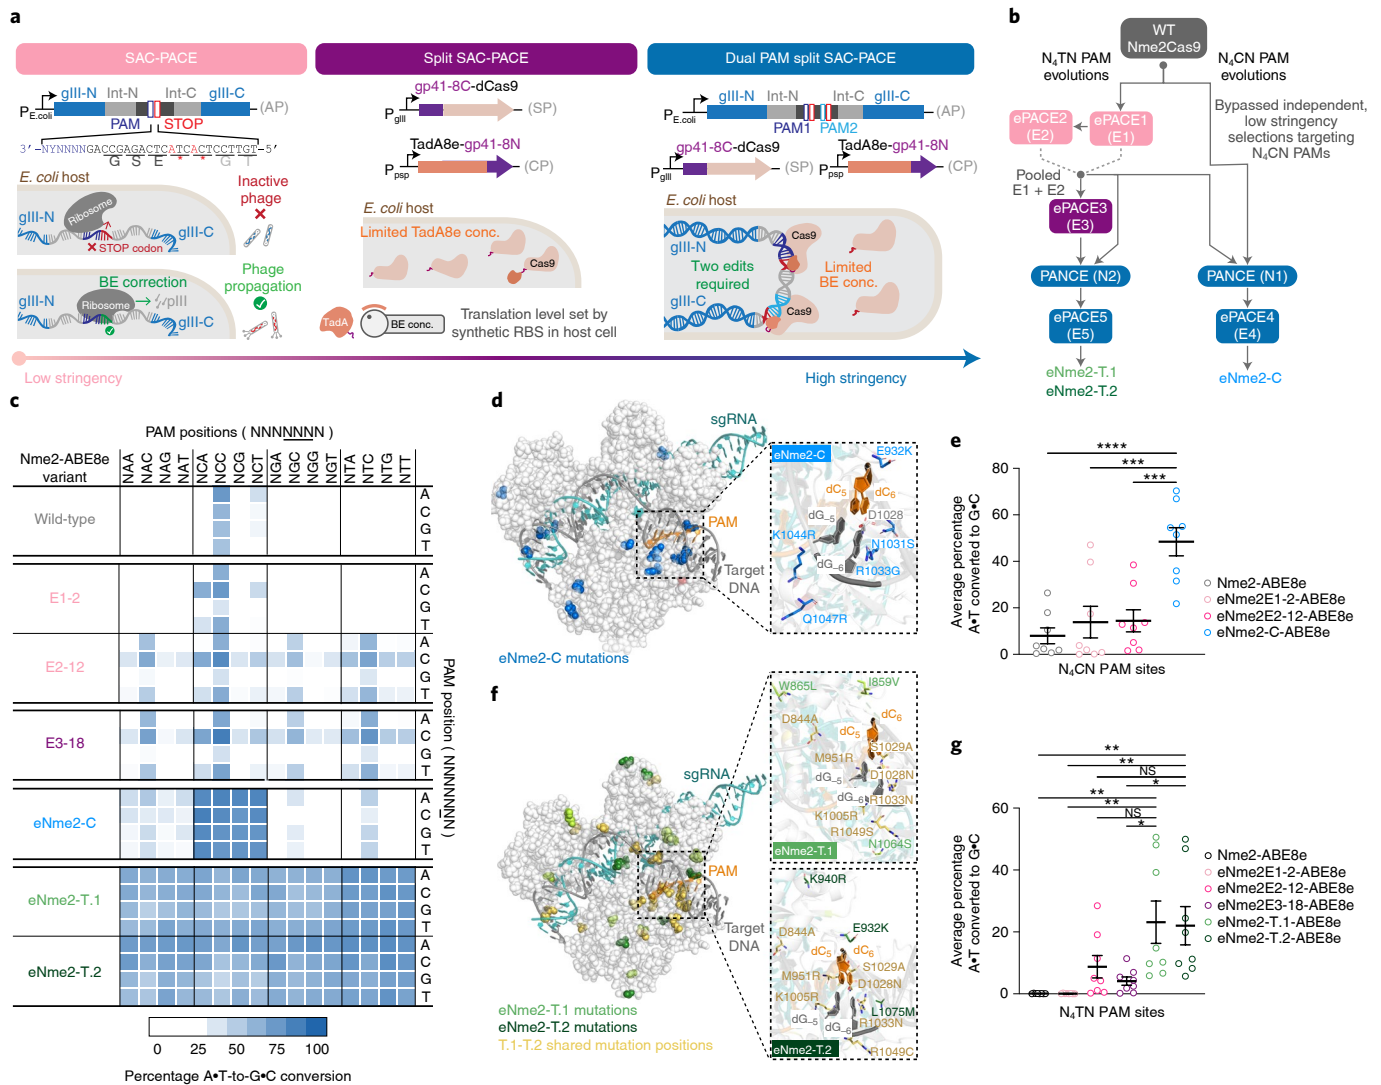 a
SAC-PACE
Split SAC-PACE
Dual PAM split SAC-PACE
gIII-N Int-N Int-C gIII-C
P_E.coli (AP)
PAM STOP
3′ –NYNNNNGACCGAGACTCATCACTCCTTGT–5′
G S E * * G T
E. coli host
Ribosome
gIII-N
STOP codon
gIII-C
Inactive
phage
BE correction
gIII-N
Ribosome
pIII
gIII-C
Phage
propagation
gp41-8C-dCas9
P_gIII (SP)
TadA8e-gp41-8N
P_psp (CP)
E. coli host
Limited TadA8e conc.
Cas9
TadA
BE conc.
Translation level set by
synthetic RBS in host cell
gIII-N Int-N Int-C gIII-C
P_E.coli (AP)
PAM1 PAM2
gp41-8C-dCas9 TadA8e-gp41-8N
P_gIII (SP) P_psp (CP)
E. coli host
gIII-N
Cas9
Two edits
required
Limited
BE conc.
gIII-C
Cas9
Low stringency
High stringency
b
WT
Nme2Cas9
N4TN PAM
evolutions
N4CN PAM
evolutions
ePACE2
(E2)
ePACE1
(E1)
Bypassed independent,
low stringency
selections targeting
N4CN PAMs
Pooled
E1 + E2
ePACE3
(E3)
PANCE (N2)
PANCE (N1)
ePACE5
(E5)
ePACE4
(E4)
eNme2-T.1
eNme2-T.2
eNme2-C
c
PAM positions ( NNNNNNN )
Nme2-ABE8e
variant
NAA NAC NAG NAT NCA NCC NCG NCT NGA NGC NGG NGT NTA NTC NTG NTT
Wild-type
A
C
G
T
E1-2
A
C
G
T
E2-12
A
C
G
T
E3-18
A
C
G
T
eNme2-C
A
C
G
T
eNme2-T.1
A
C
G
T
eNme2-T.2
A
C
G
T
PAM position ( NNNNNNN )
0 25 50 75 100
Percentage A•T-to-G•C conversion
d
sgRNA
PAM
Target
DNA
eNme2-C mutations
eNme2-C
E932K
dC5
dC6
dG–5
D1028
K1044R
N1031S
dG–6
R1033G
Q1047R
e
****
***
***
Average percentage
A•T converted to G•C
80
60
40
20
0
N4CN PAM sites
Nme2-ABE8e
eNme2E1-2-ABE8e
eNme2E2-12-ABE8e
eNme2-C-ABE8e
f
sgRNA
PAM
Target
DNA
eNme2-T.1 mutations
eNme2-T.2 mutations
T.1-T.2 shared mutation positions
W865L
I859V
D844A
dC6
dC5
S1029A
M951R
dG–5
D1028N
dG–6
R1033N
K1005R
R1049S
N1064S
eNme2-T.1
K940R
E932K
D844A
dC5
dC6
S1029A
M951R
D1028N
K1005R
L1075M
dG–5
dG–6
R1033N
R1049C
eNme2-T.2
g
**
**
NS
*
**
**
NS
*
Average percentage
A•T converted to G•C
60
40
20
0
N4TN PAM sites
Nme2-ABE8e
eNme2E1-2-ABE8e
eNme2E2-12-ABE8e
eNme2E3-18-ABE8e
eNme2-T.1-ABE8e
eNme2-T.2-ABE8e